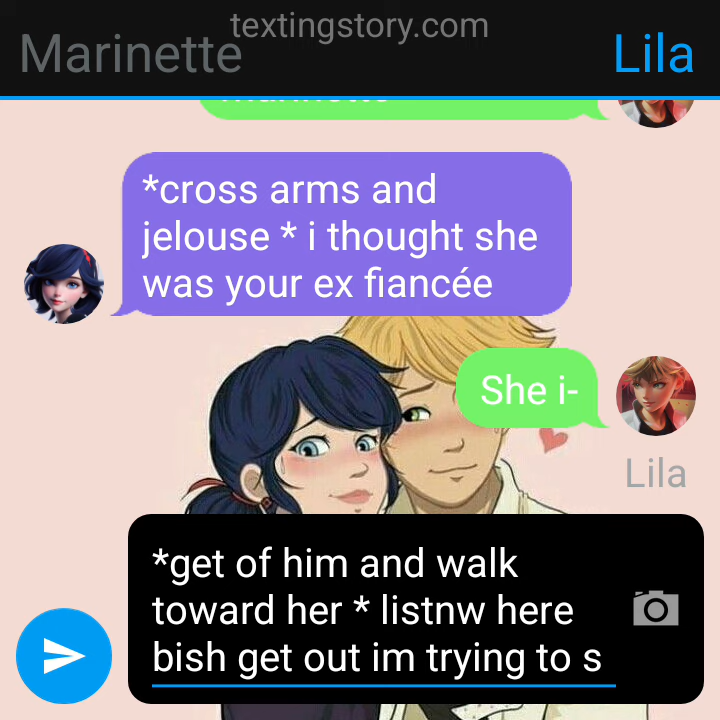 textingstory.com
Marinette
Lila
*cross arms and
jelouse * i thought she
was your ex fiancée
She i-
Lila
*get of him and walk
toward her * listnw here
bish get out im trying to s